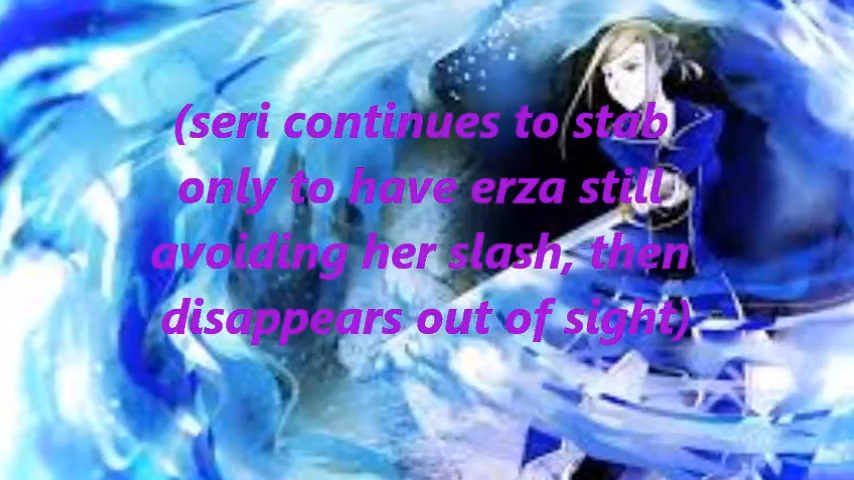 (seri continues to stab
only to have erza still
avoiding her slash, then
disappears out of sight)